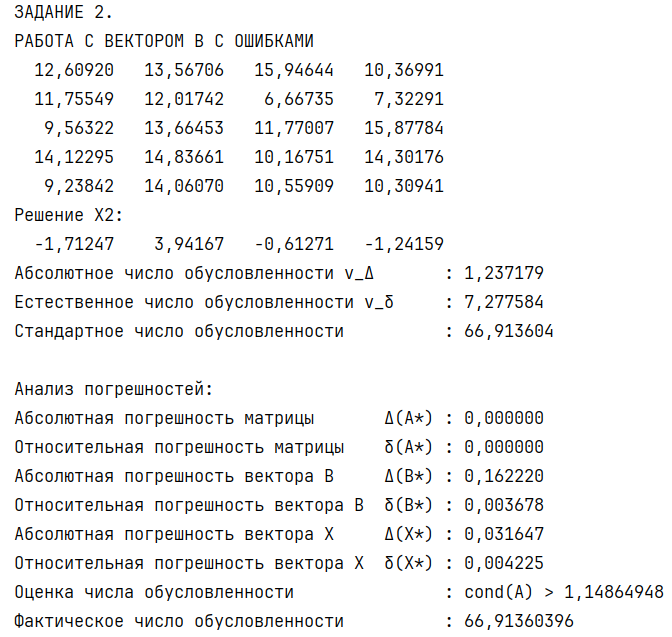 ЗАДАНИЕ 2.
РАБОТА С ВЕКТОРОМ B С ОШИБКАМИ
12,60920 13,56706 15,94644 10,36991
11,75549 12,01742 6,66735 7,32291
9,56322 13,66453 11,77007 15,87784
14,12295 14,83661 10,16751 14,30176
9,23842 14,06070 10,55909 10,30941
Решение X2:
-1,71247 3,94167 -0,61271 -1,24159
Абсолютное число обусловленности ν_Δ : 1,237179
Естественное число обусловленности ν_δ : 7,277584
Стандартное число обусловленности : 66,913604
Анализ погрешностей:
Абсолютная погрешность матрицы Δ(A*) : 0,000000
Относительная погрешность матрицы δ(A*) : 0,000000
Абсолютная погрешность вектора B Δ(B*) : 0,162220
Относительная погрешность вектора B δ(B*) : 0,003678
Абсолютная погрешность вектора X Δ(X*) : 0,031647
Относительная погрешность вектора X δ(X*) : 0,004225
Оценка числа обусловленности : cond(A) > 1,14864948
Фактическое число обусловленности : 66,91360396